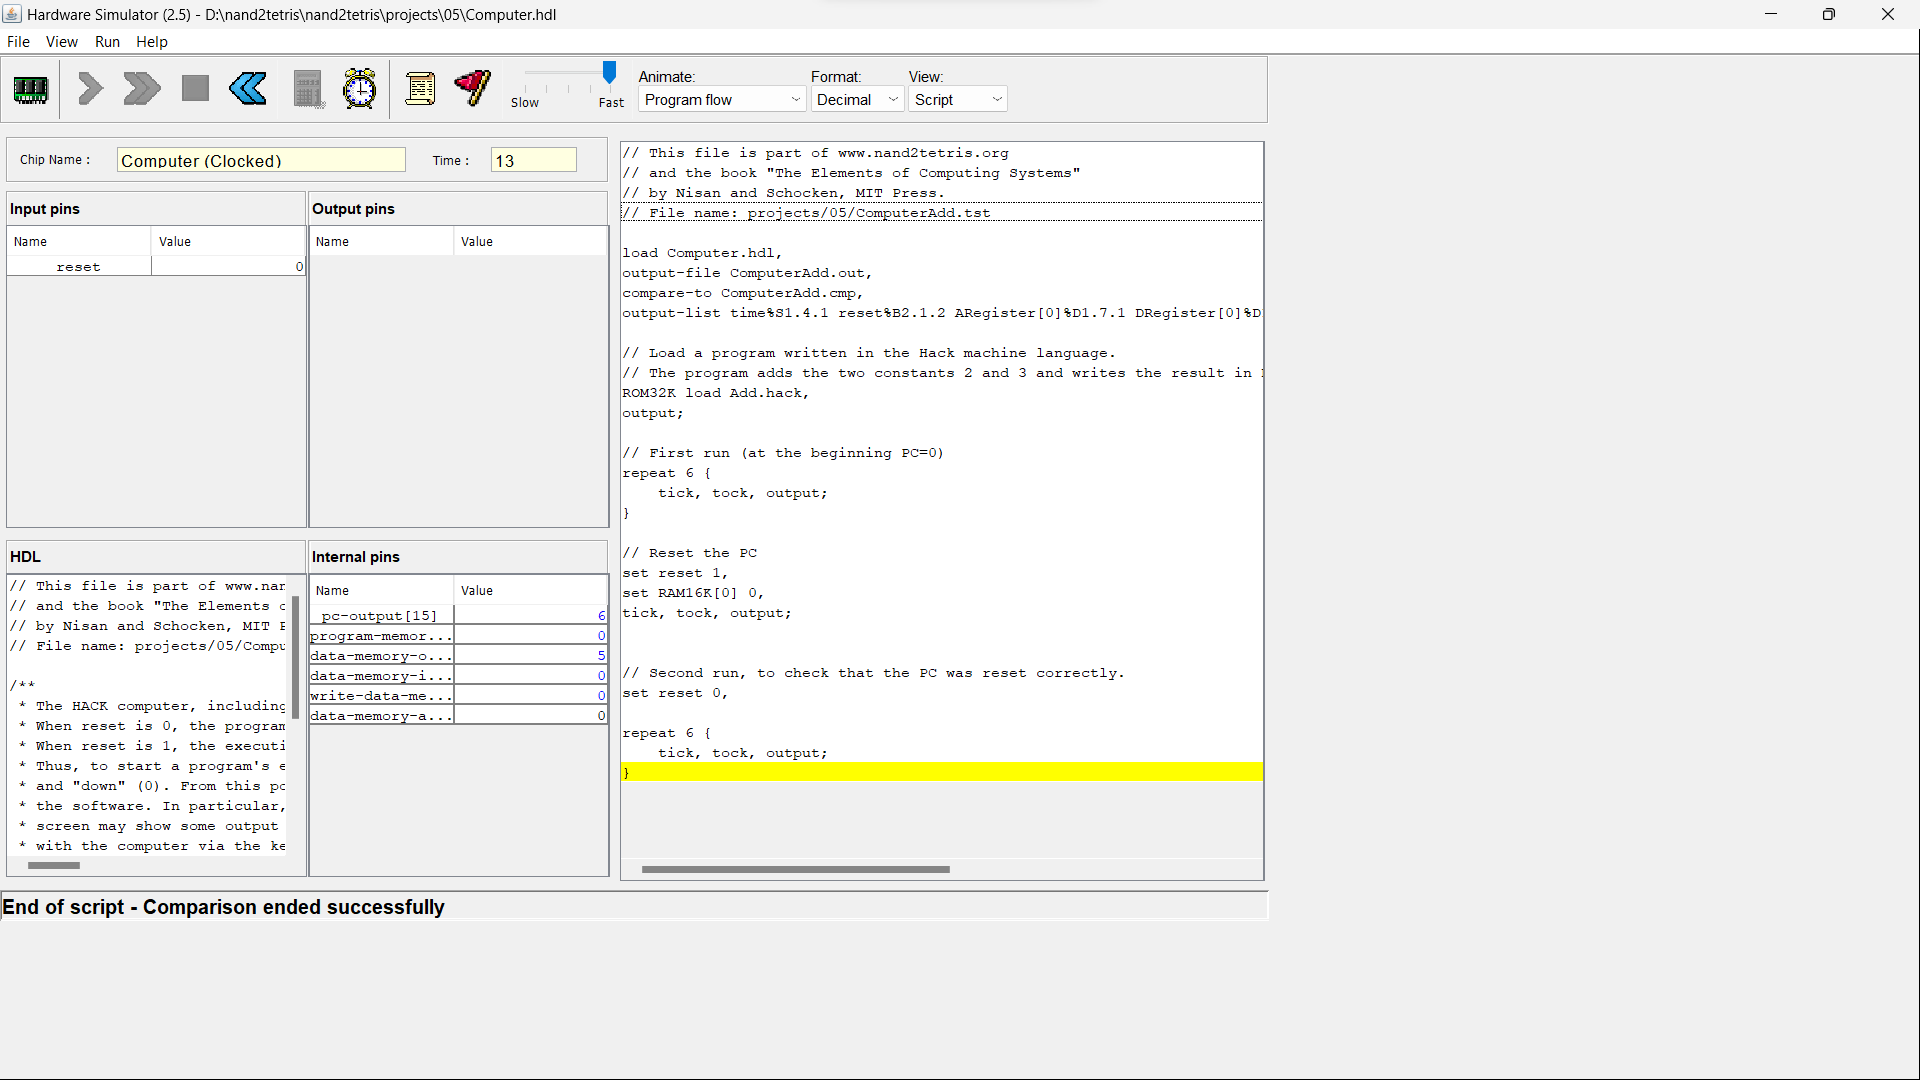 Hardware Simulator (2.5) - D:\nand2tetris\nand2tetris\projects\05\Computer.hdl
File View Run Help
Slow Fast
Animate: Format: View:
Program flow Decimal Script
Chip Name : Computer (Clocked) Time : 13
Input pins
Name Value
reset 0
Output pins
Name Value
HDL
// This file is part of www.nan
// and the book "The Elements o
// by Nisan and Schocken, MIT P
// File name: projects/05/Compu
/**
* The HACK computer, including
* When reset is 0, the program
* When reset is 1, the executi
* Thus, to start a program's e
* and "down" (0). From this po
* the software. In particular,
* screen may show some output
* with the computer via the ke
Internal pins
Name Value
pc-output[15] 6
program-memor... 0
data-memory-o... 5
data-memory-i... 0
write-data-me... 0
data-memory-a... 0
// This file is part of www.nand2tetris.org
// and the book "The Elements of Computing Systems"
// by Nisan and Schocken, MIT Press.
// File name: projects/05/ComputerAdd.tst
load Computer.hdl,
output-file ComputerAdd.out,
compare-to ComputerAdd.cmp,
output-list time%S1.4.1 reset%B2.1.2 ARegister[0]%D1.7.1 DRegister[0]%D
// Load a program written in the Hack machine language.
// The program adds the two constants 2 and 3 and writes the result in
ROM32K load Add.hack,
output;
// First run (at the beginning PC=0)
repeat 6 {
tick, tock, output;
}
// Reset the PC
set reset 1,
set RAM16K[0] 0,
tick, tock, output;
// Second run, to check that the PC was reset correctly.
set reset 0,
repeat 6 {
tick, tock, output;
}
End of script - Comparison ended successfully